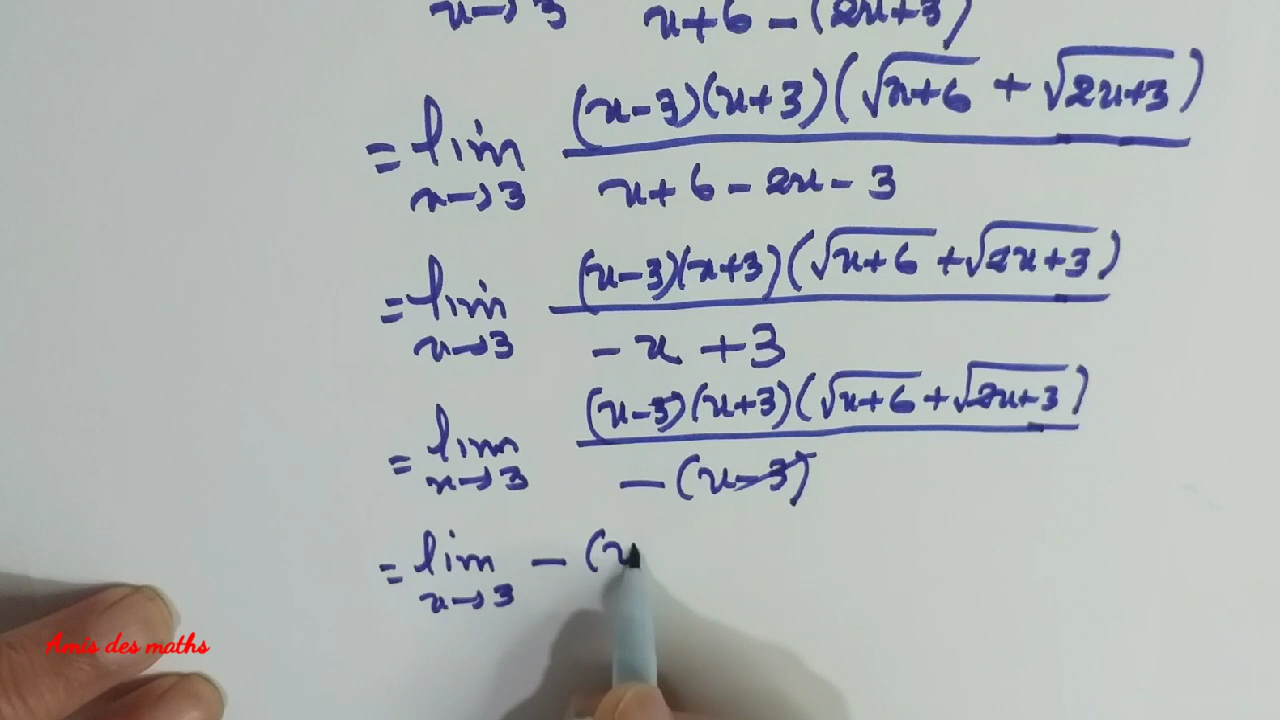 x→3 x+6-(2x+3)
= lim (x-3)(x+3)(√x+6 + √2x+3)
x→3 x+6-2x-3
= lim (x-3)(x+3)(√x+6 + √2x+3)
x→3 -x+3
= lim (x-3)(x+3)(√x+6 + √2x+3)
x→3 -(x-3)
= lim -(x
x→3
Amis des maths